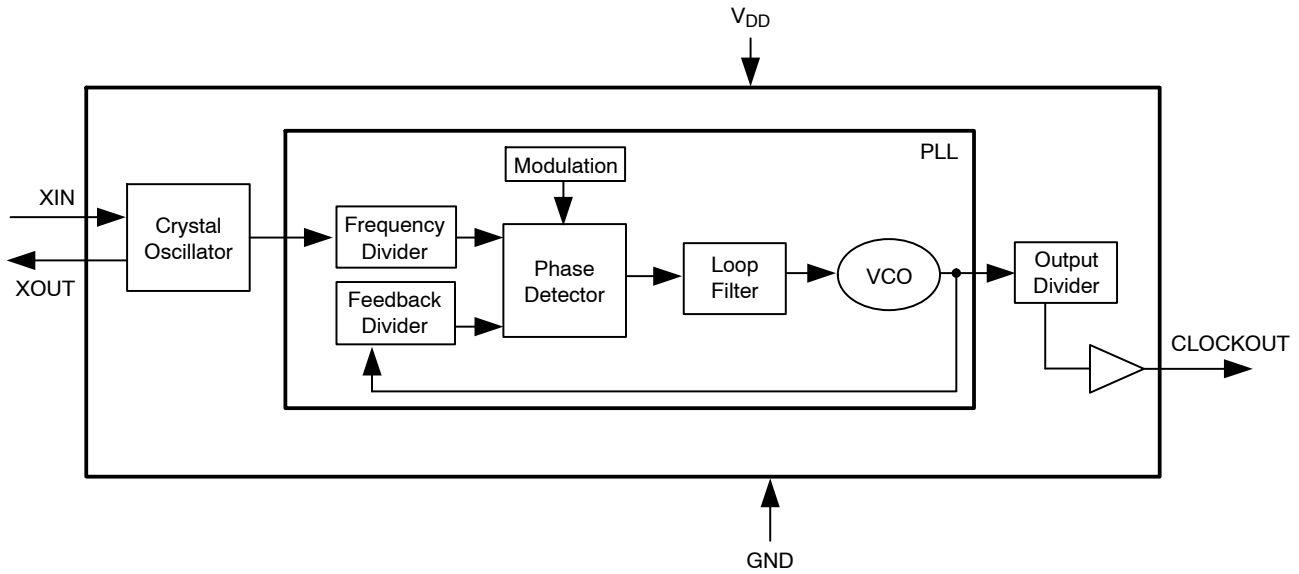 VDD
PLL
Modulation
XIN
XOUT
Crystal
Oscillator
Frequency
Divider
Feedback
Divider
Phase
Detector
Loop
Filter
VCO
Output
Divider
CLOCKOUT
GND